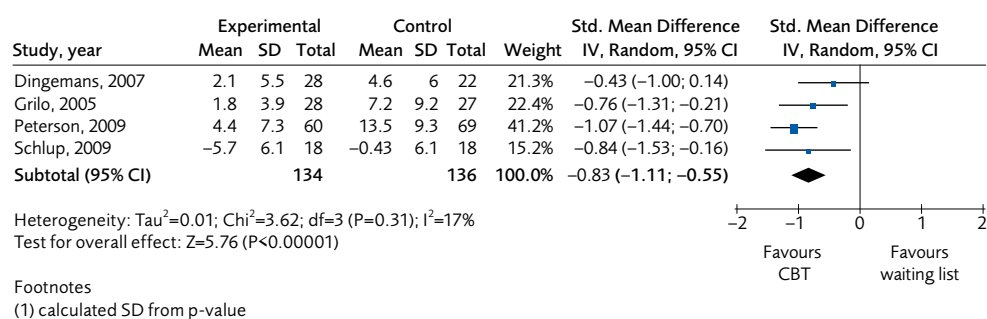 Experimental Control Std. Mean Difference Std. Mean Difference
Study, year Mean SD Total Mean SD Total Weight IV, Random, 95% CI IV, Random, 95% CI
Dingemans, 2007 2.1 5.5 28 4.6 6 22 21.3% −0.43 (−1.00; 0.14)
Grilo, 2005 1.8 3.9 28 7.2 9.2 27 22.4% −0.76 (−1.31; −0.21)
Peterson, 2009 4.4 7.3 60 13.5 9.3 69 41.2% −1.07 (−1.44; −0.70)
Schlup, 2009 −5.7 6.1 18 −0.43 6.1 18 15.2% −0.84 (−1.53; −0.16)
Subtotal (95% CI) 134 136 100.0% −0.83 (−1.11; −0.55)
Heterogeneity: Tau²=0.01; Chi²=3.62; df=3 (P=0.31); I²=17%
Test for overall effect: Z=5.76 (P<0.00001)
−2 −1 0 1 2
Favours Favours
CBT waiting list
Footnotes
(1) calculated SD from p-value